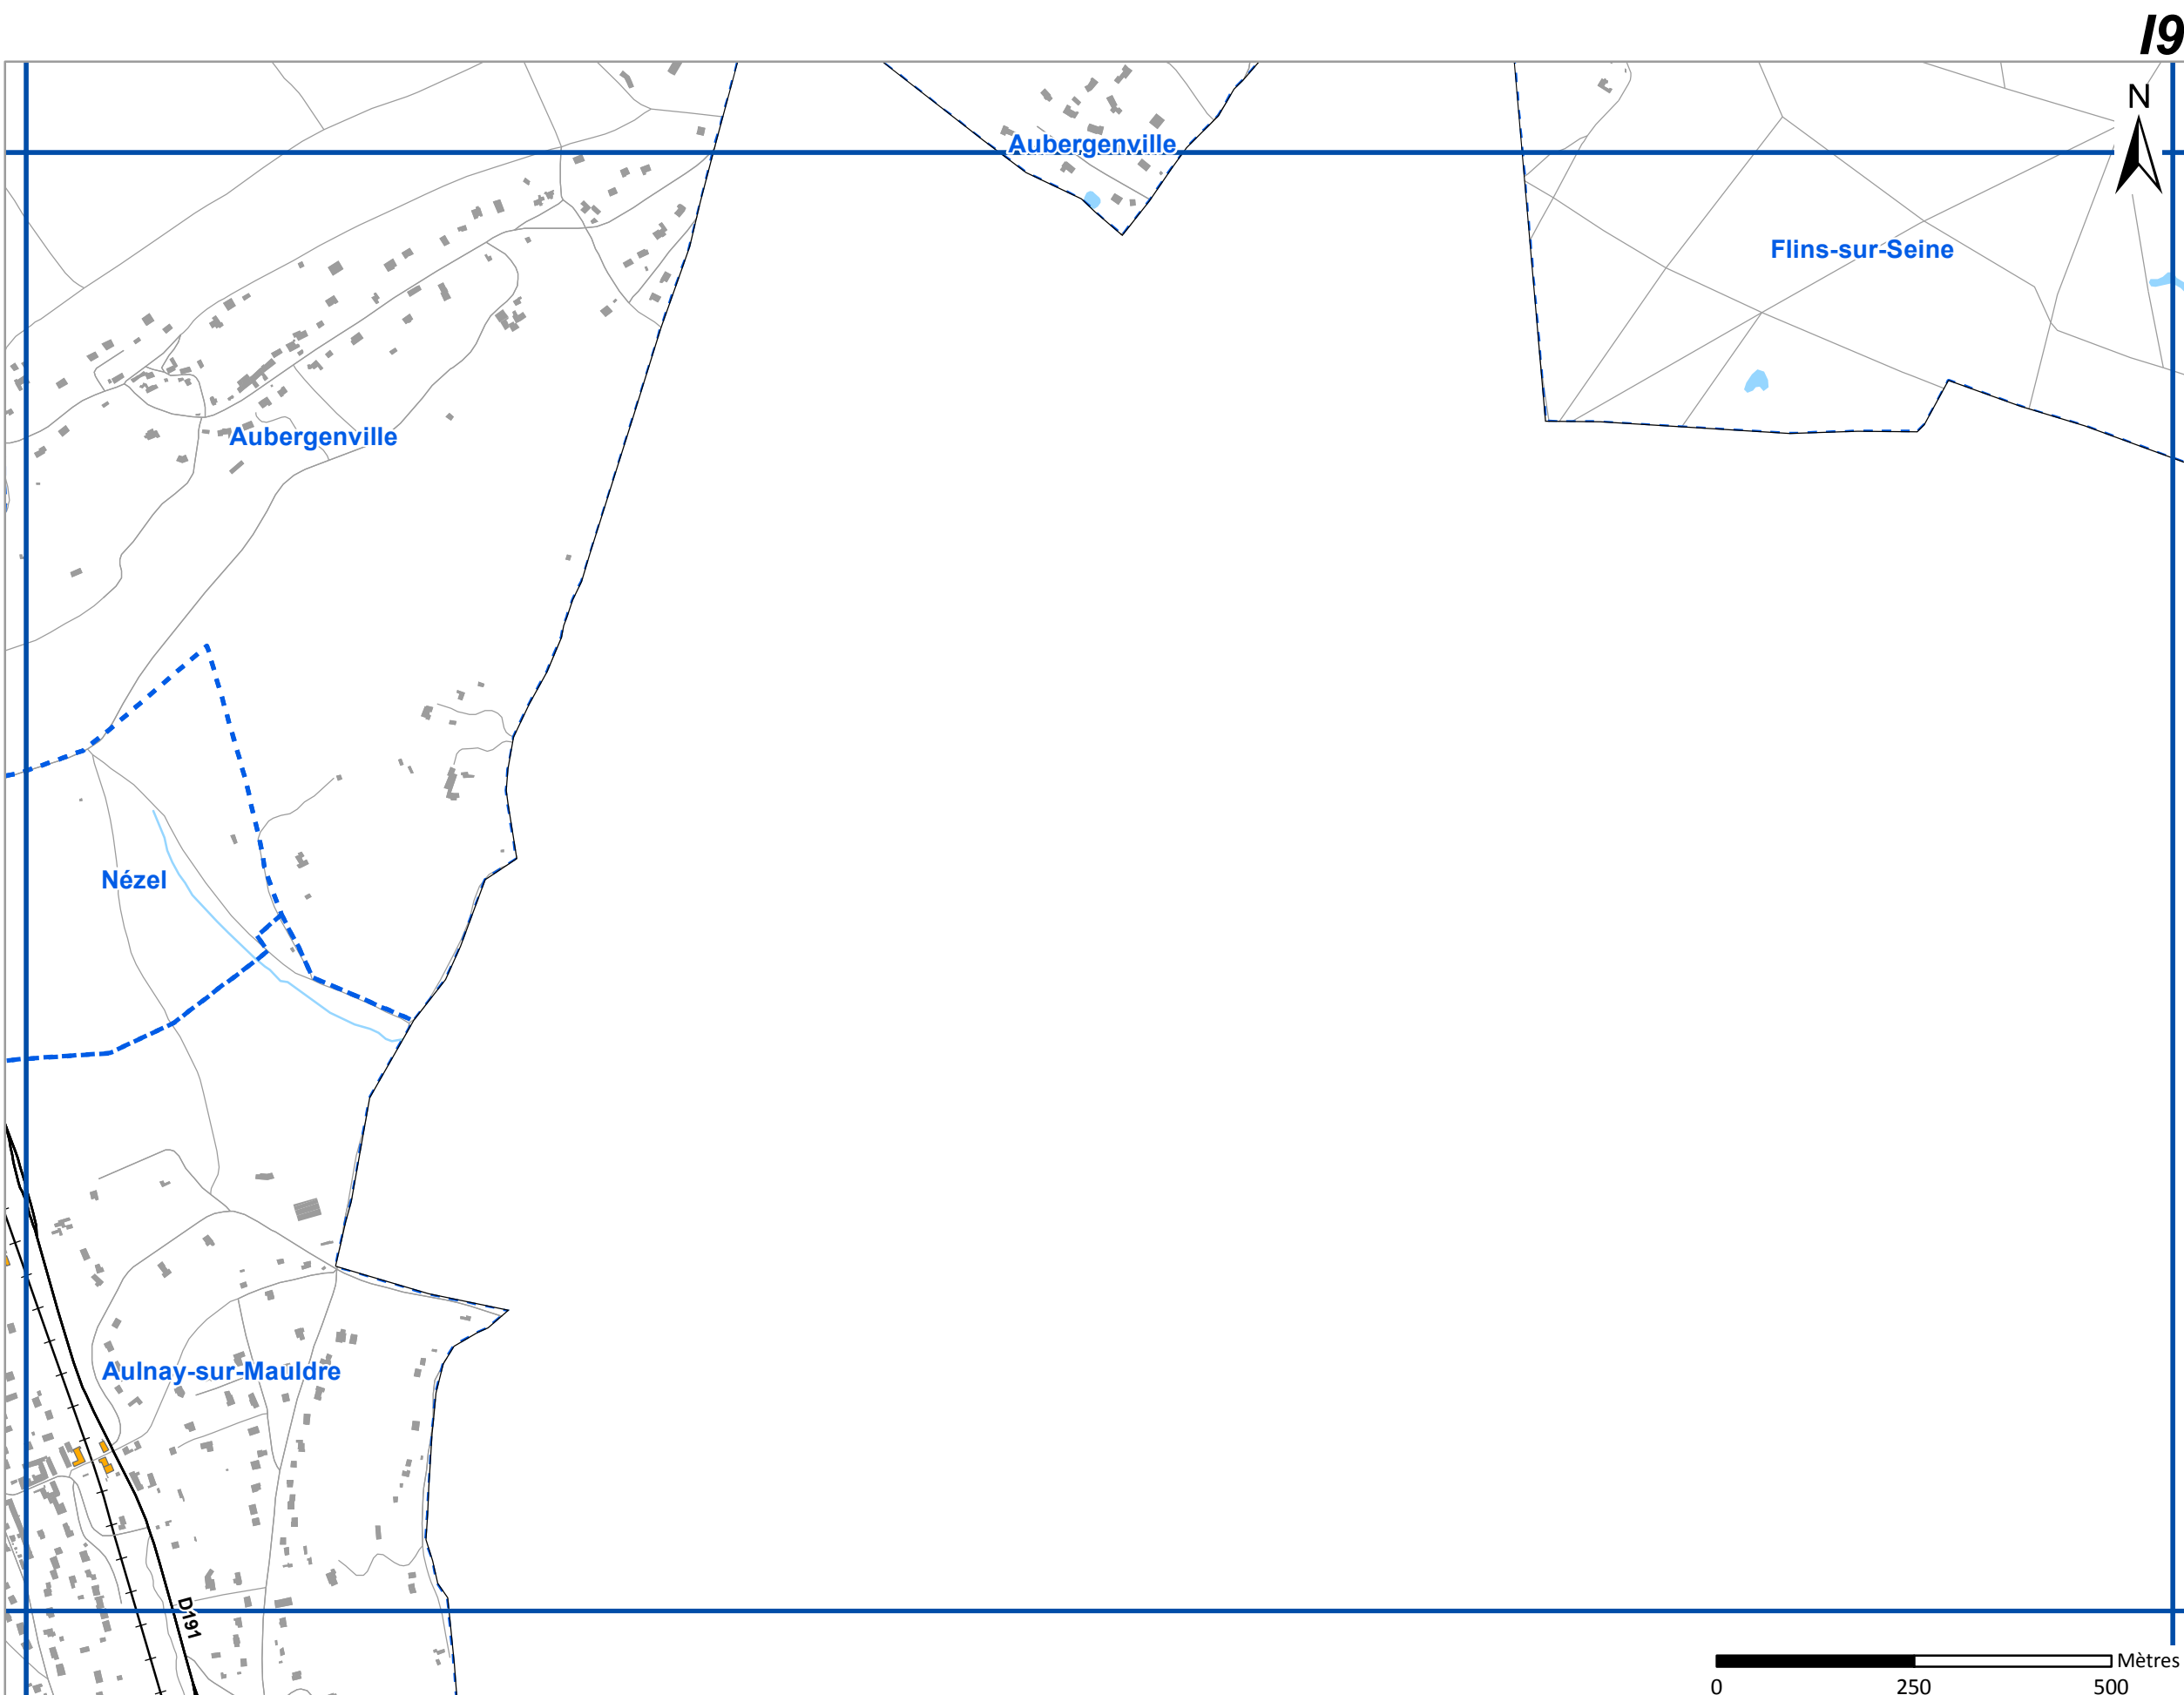 I9
N
Aubergenville
Flins-sur-Seine
Aubergenville
Nézel
Aulnay-sur-Mauldre
D191
Mètres
0 250 500